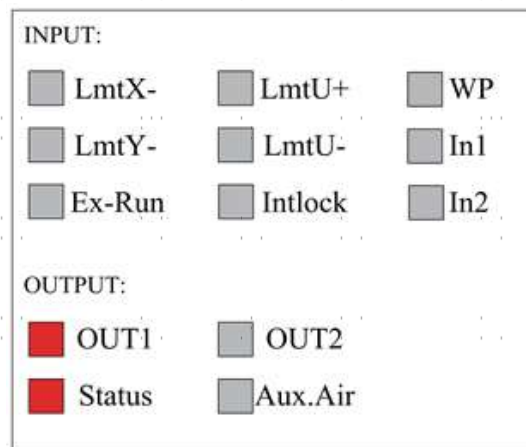 INPUT:
LmtX- LmtU+ WP
LmtY- LmtU- In1
Ex-Run Intlock In2
OUTPUT:
OUT1 OUT2
Status Aux.Air